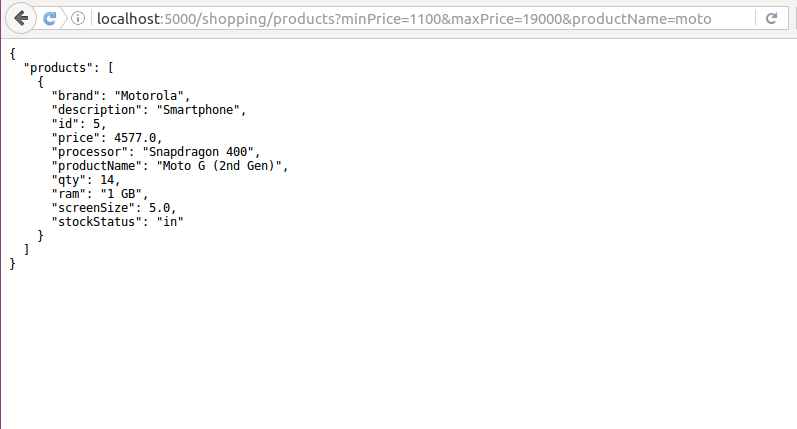 localhost:5000/shopping/products?minPrice=1100&maxPrice=19000&productName=moto
{
  "products": [
    {
      "brand": "Motorola",
      "description": "Smartphone",
      "id": 5,
      "price": 4577.0,
      "processor": "Snapdragon 400",
      "productName": "Moto G (2nd Gen)",
      "qty": 14,
      "ram": "1 GB",
      "screenSize": 5.0,
      "stockStatus": "in"
    }
  ]
}